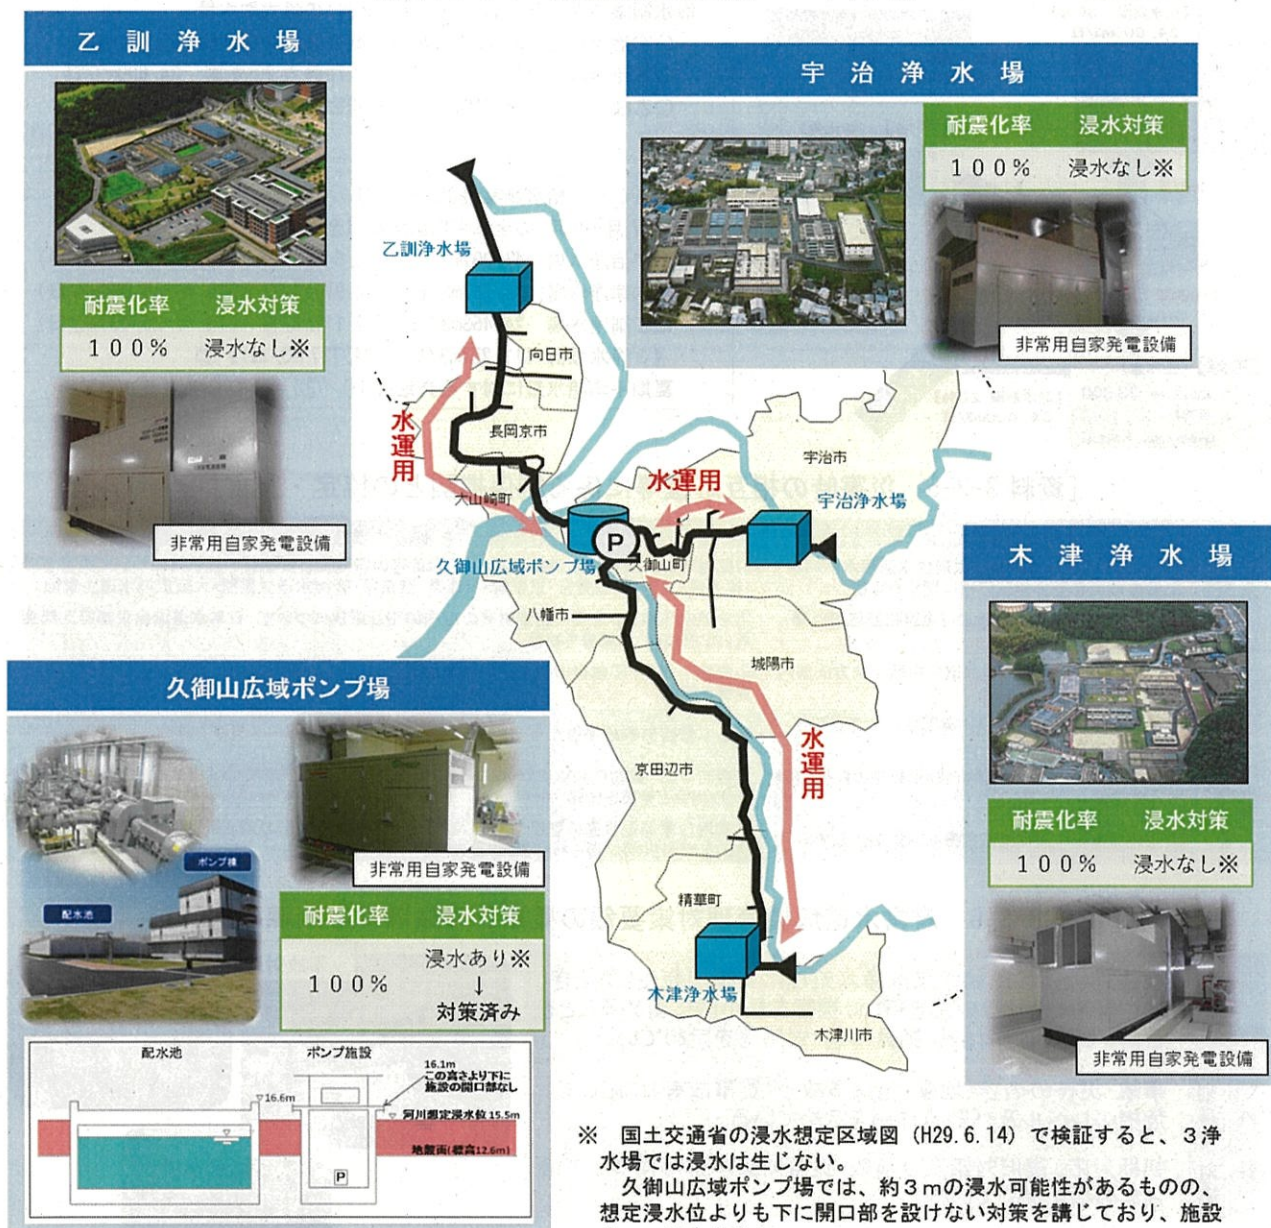 乙訓浄水場
耐震化率 浸水対策
100% 浸水なし※
非常用自家発電設備
宇治浄水場
耐震化率 浸水対策
100% 浸水なし※
非常用自家発電設備
乙訓浄水場
向日市
水運用
長岡京市
大山崎町
水運用
宇治市
宇治浄水場
P
久御山広域ポンプ場
久御山町
八幡市
城陽市
水運用
京田辺市
精華町
木津浄水場
木津川市
木津浄水場
耐震化率 浸水対策
100% 浸水なし※
非常用自家発電設備
久御山広域ポンプ場
非常用自家発電設備
ポンプ棟
配水池
耐震化率 浸水対策
100% 浸水あり※
↓
対策済み
配水池
ポンプ施設
16.1m
この高さより下に
施設の開口部なし
▽16.6m
▽ 河川想定浸水位 15.5m
地盤面(標高12.6m)
P
※ 国土交通省の浸水想定区域図(H29.6.14)で検証すると、3浄
水場では浸水は生じない。
久御山広域ポンプ場では、約3mの浸水可能性があるものの、
想定浸水位よりも下に開口部を設けない対策を講じており、施設